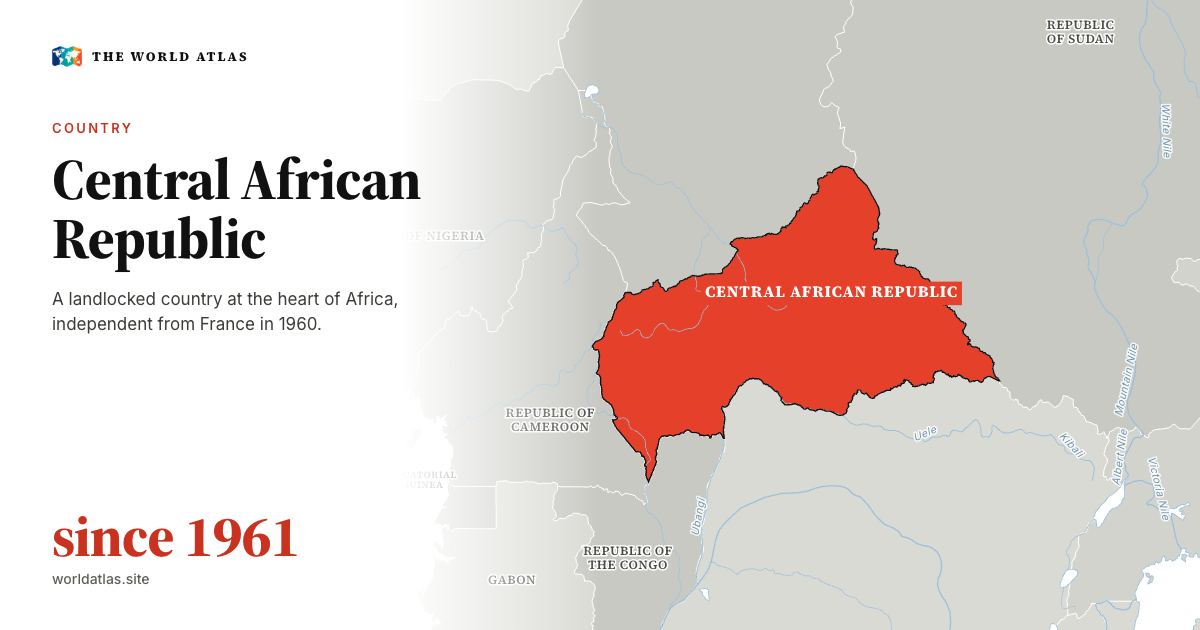 THE WORLD ATLAS
COUNTRY
Central African
Republic
A landlocked country at the heart of Africa,
independent from France in 1960.
since 1961
worldatlas.site
REPUBLIC
OF SUDAN
White Nile
OF NIGERIA
CENTRAL AFRICAN REPUBLIC
Mountain Nile
REPUBLIC OF
CAMEROON
Uele
Kibali
Albert Nile
Victoria Nile
Ubangi
REPUBLIC OF
THE CONGO
GABON